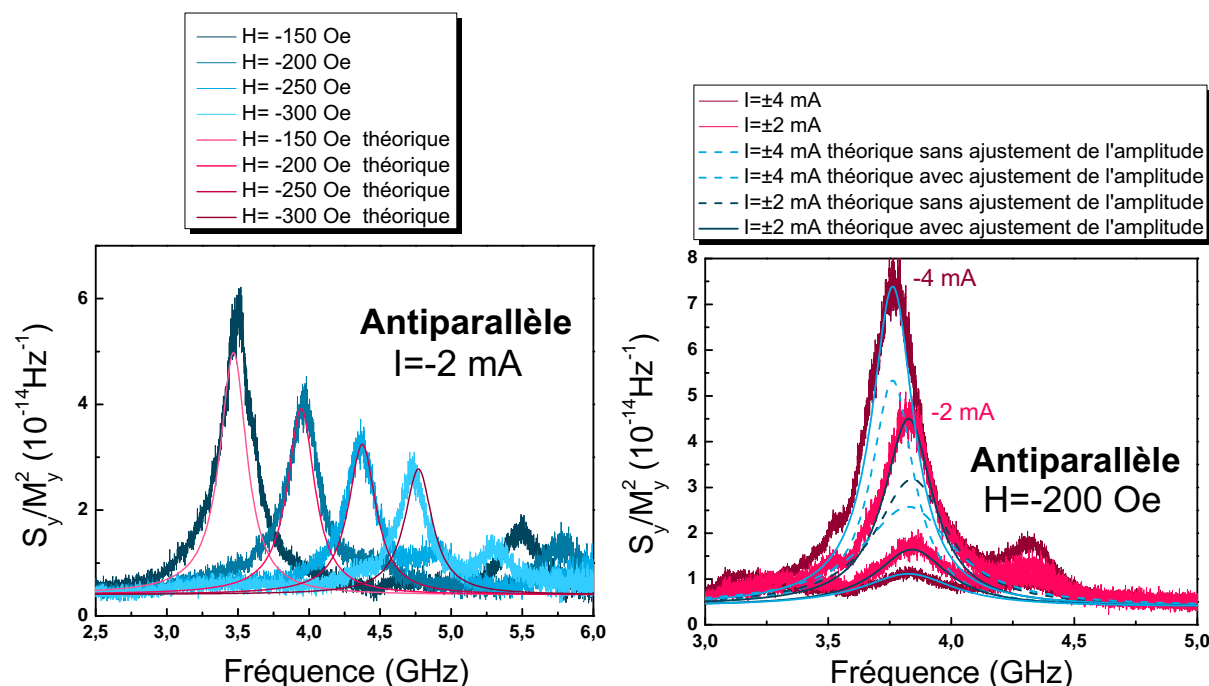 H= -150 Oe
H= -200 Oe
H= -250 Oe
H= -300 Oe
H= -150 Oe théorique
H= -200 Oe théorique
H= -250 Oe théorique
H= -300 Oe théorique
6
4
2
0
S_y/M_y^2 (10^-14 Hz^-1)
Antiparallèle
I=-2 mA
2,5 3,0 3,5 4,0 4,5 5,0 5,5 6,0
Fréquence (GHz)
I=±4 mA
I=±2 mA
I=±4 mA théorique sans ajustement de l'amplitude
I=±4 mA théorique avec ajustement de l'amplitude
I=±2 mA théorique sans ajustement de l'amplitude
I=±2 mA théorique avec ajustement de l'amplitude
8
7
6
5
4
3
2
1
0
S_y/M_y^2 (10^-14 Hz^-1)
-4 mA
-2 mA
Antiparallèle
H=-200 Oe
3,0 3,5 4,0 4,5 5,0
Fréquence (GHz)